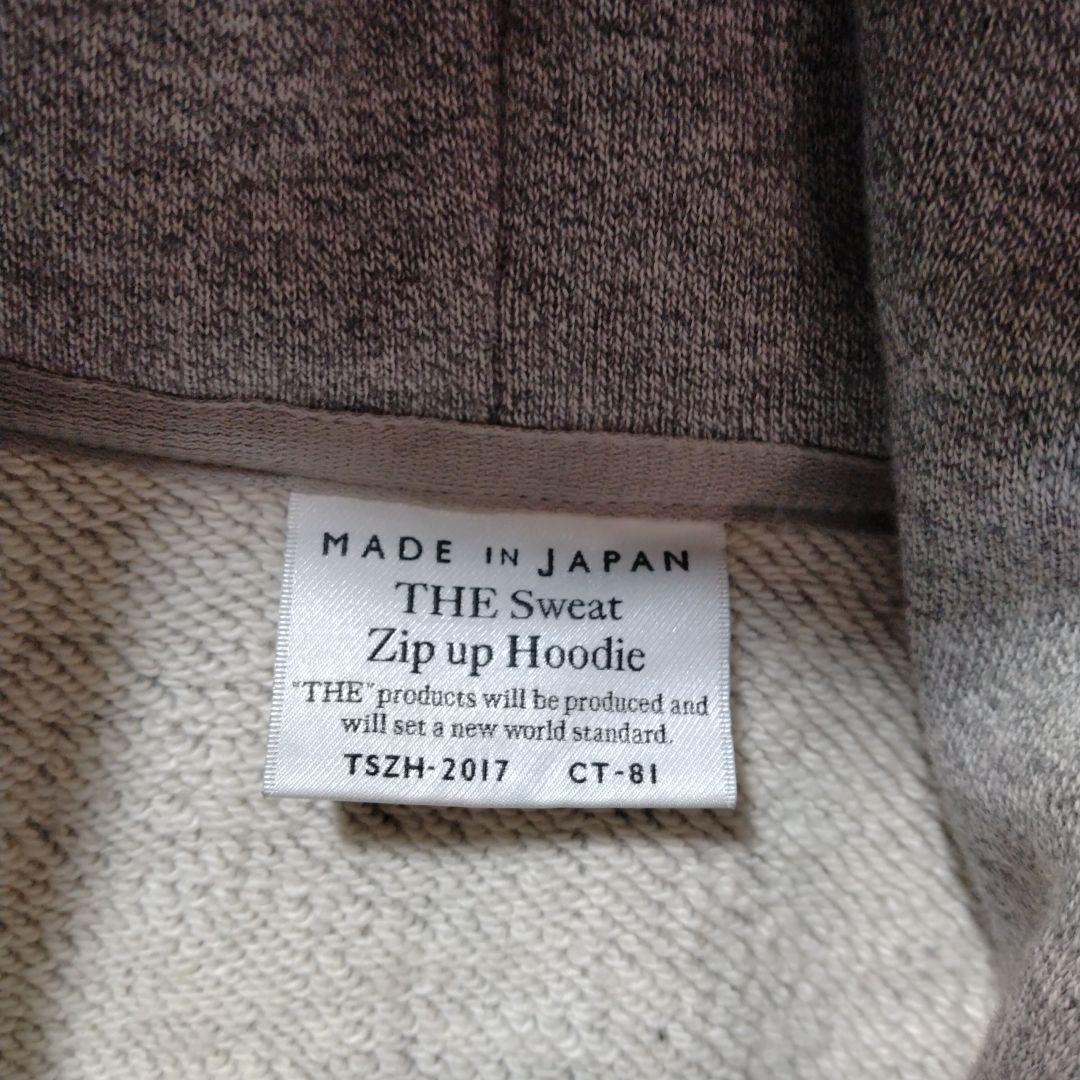 MADE IN JAPAN
THE Sweat
Zip up Hoodie
"THE" products will be produced and
will set a new world standard.
TSZH-2017 CT-81